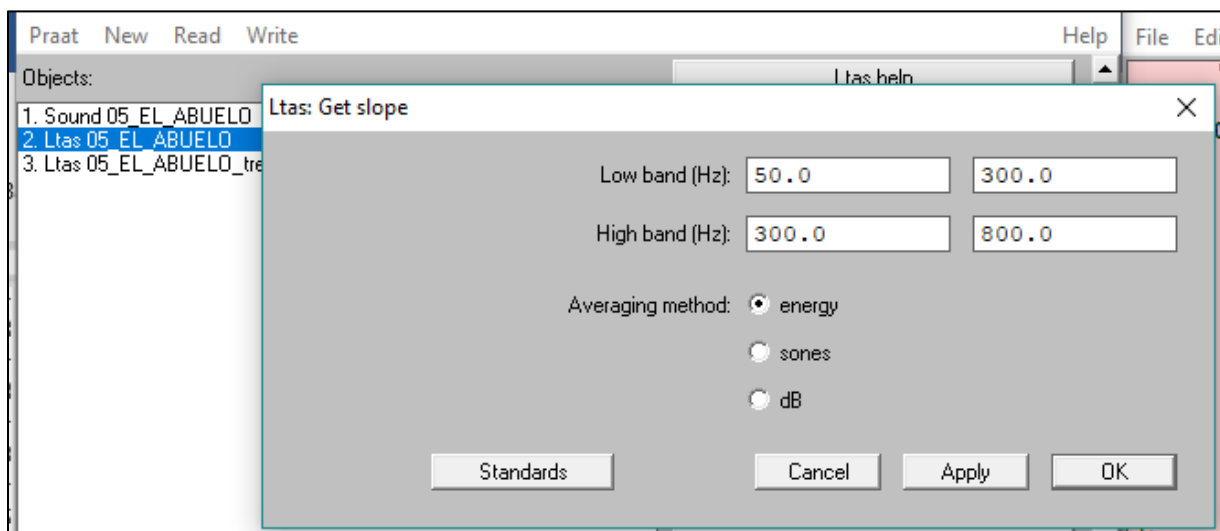 Praat New Read Write Help File
Objects:
Ltas help
1. Sound 05_EL_ABUELO
2. Ltas 05_EL_ABUELO
3. Ltas 05_EL_ABUELO_tre
Ltas: Get slope
Low band (Hz): 50.0 300.0
High band (Hz): 300.0 800.0
Averaging method: energy
sones
dB
Standards Cancel Apply OK